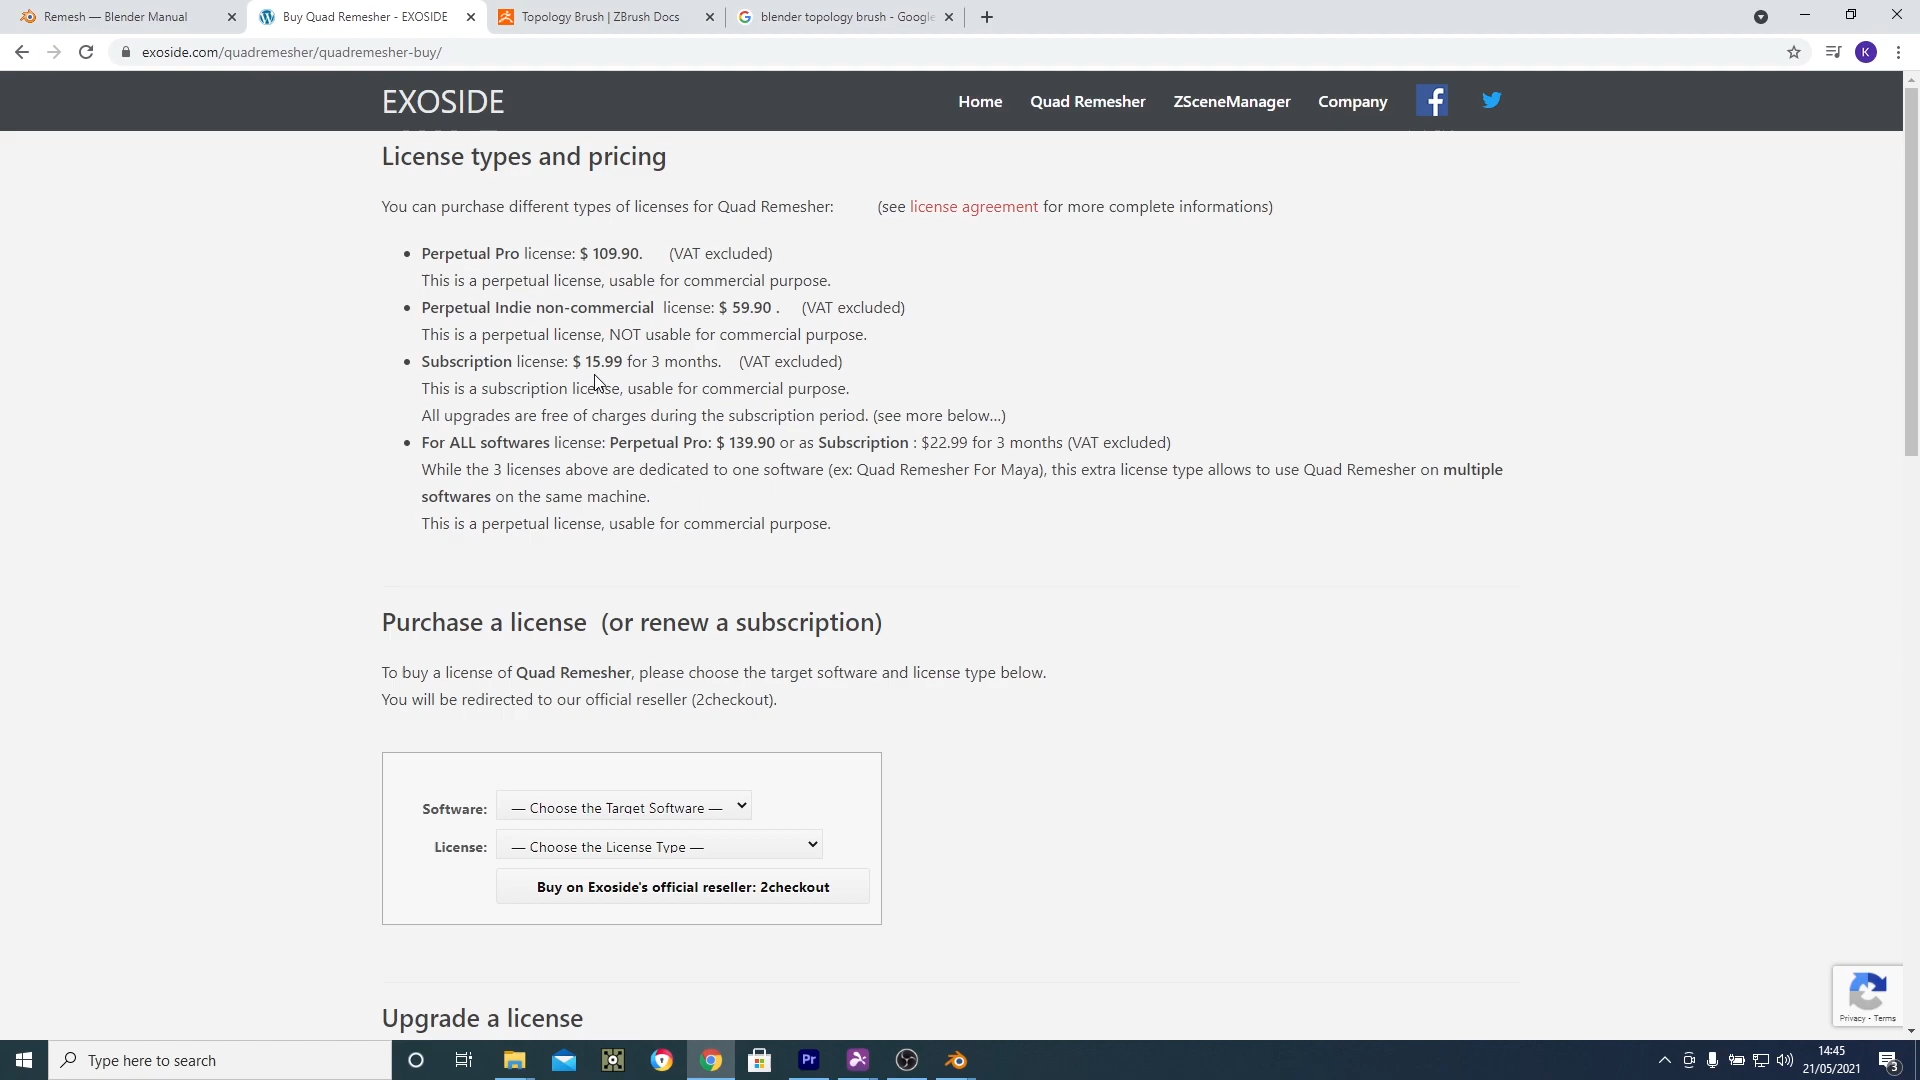 Remesh — Blender Manual
Buy Quad Remesher - EXOSIDE
Topology Brush | ZBrush Docs
blender topology brush - Google
exoside.com/quadremesher/quadremesher-buy/
K
EXOSIDE
Home
Quad Remesher
ZSceneManager
Company
License types and pricing
You can purchase different types of licenses for Quad Remesher: (see license agreement for more complete informations)
Perpetual Pro license: $ 109.90. (VAT excluded)
This is a perpetual license, usable for commercial purpose.
Perpetual Indie non-commercial license: $ 59.90 . (VAT excluded)
This is a perpetual license, NOT usable for commercial purpose.
Subscription license: $ 15.99 for 3 months. (VAT excluded)
This is a subscription license, usable for commercial purpose.
All upgrades are free of charges during the subscription period. (see more below...)
For ALL softwares license: Perpetual Pro: $ 139.90 or as Subscription : $22.99 for 3 months (VAT excluded)
While the 3 licenses above are dedicated to one software (ex: Quad Remesher For Maya), this extra license type allows to use Quad Remesher on multiple
softwares on the same machine.
This is a perpetual license, usable for commercial purpose.
Purchase a license (or renew a subscription)
To buy a license of Quad Remesher, please choose the target software and license type below.
You will be redirected to our official reseller (2checkout).
Software: — Choose the Target Software —
License: — Choose the License Type —
Buy on Exoside's official reseller: 2checkout
Upgrade a license
Privacy - Terms
Type here to search
Pr
14:45
21/05/2021
3